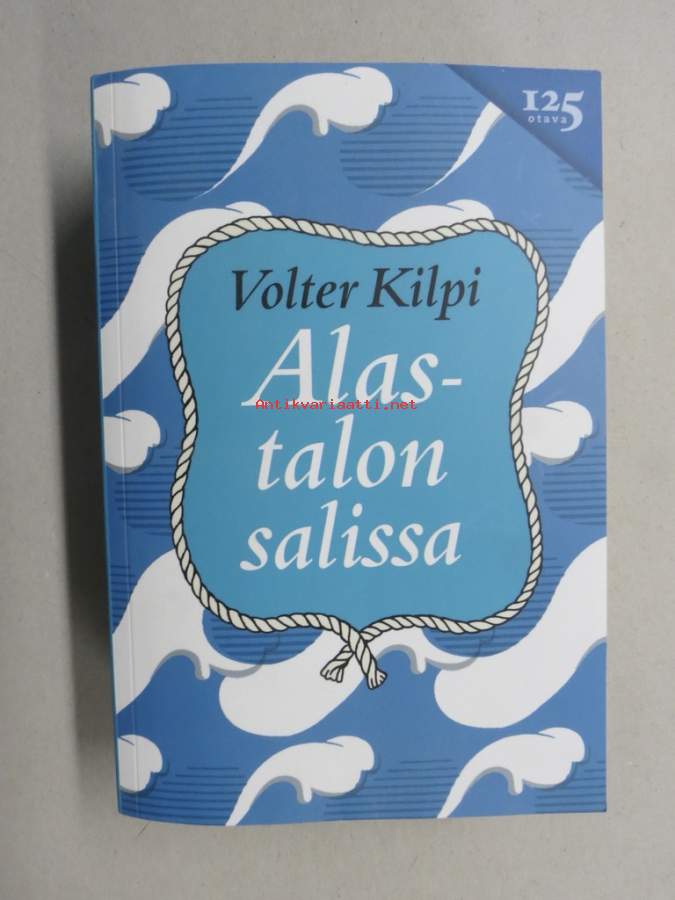 125
otava
Volter Kilpi
Alas-
Antikvariaatti.net
talon
salissa